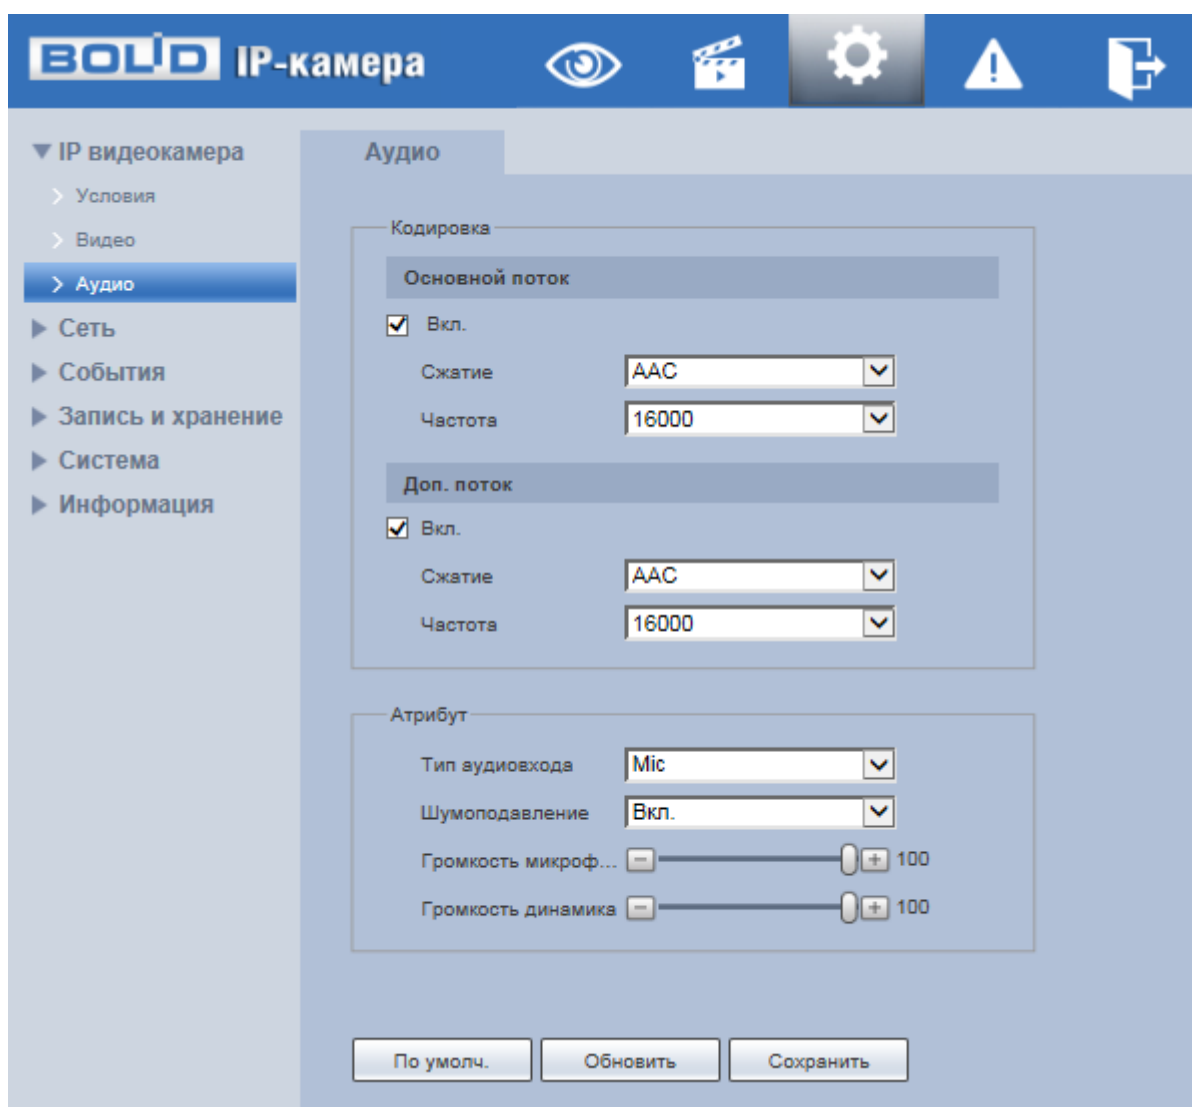 BOLID IP-камера
IP видеокамера
Условия
Видео
Аудио
Сеть
События
Запись и хранение
Система
Информация
Аудио
Кодировка
Основной поток
Вкл.
Сжатие AAC
Частота 16000
Доп. поток
Вкл.
Сжатие AAC
Частота 16000
Атрибут
Тип аудиовхода Mic
Шумоподавление Вкл.
Громкость микроф... 100
Громкость динамика 100
По умолч. Обновить Сохранить